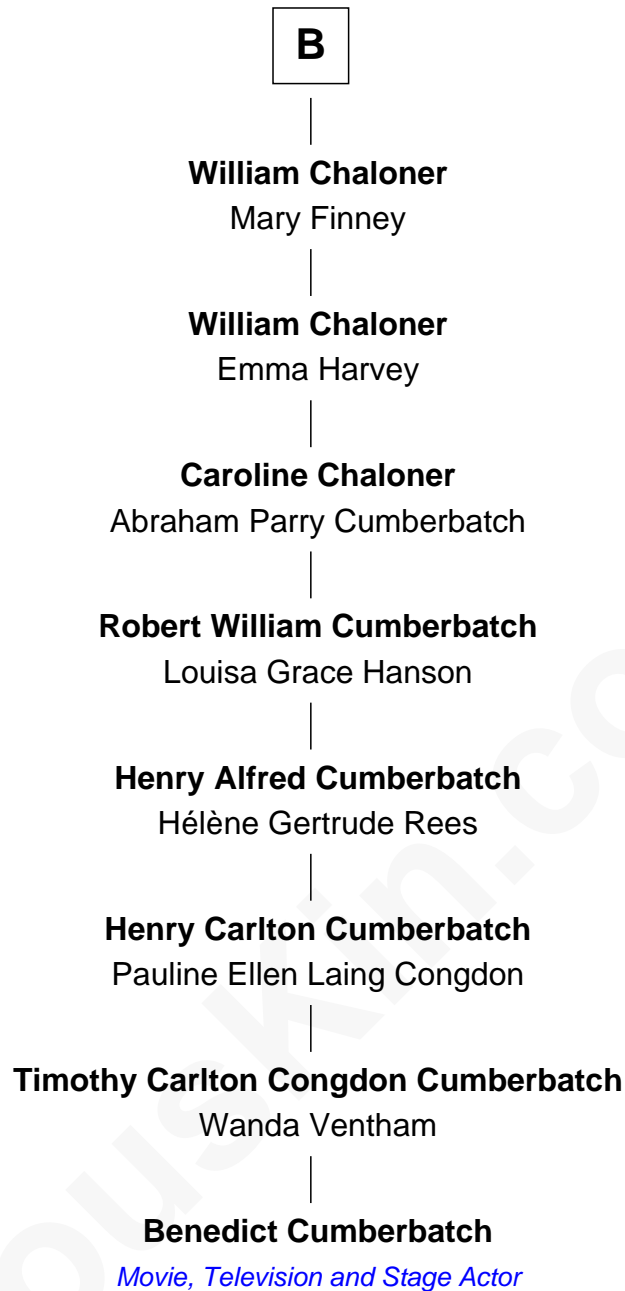 B
William Chaloner
Mary Finney
William Chaloner
Emma Harvey
Caroline Chaloner
Abraham Parry Cumberbatch
Robert William Cumberbatch
Louisa Grace Hanson
Henry Alfred Cumberbatch
Hélène Gertrude Rees
Henry Carlton Cumberbatch
Pauline Ellen Laing Congdon
Timothy Carlton Congdon Cumberbatch
Wanda Ventham
Benedict Cumberbatch
Movie, Television and Stage Actor